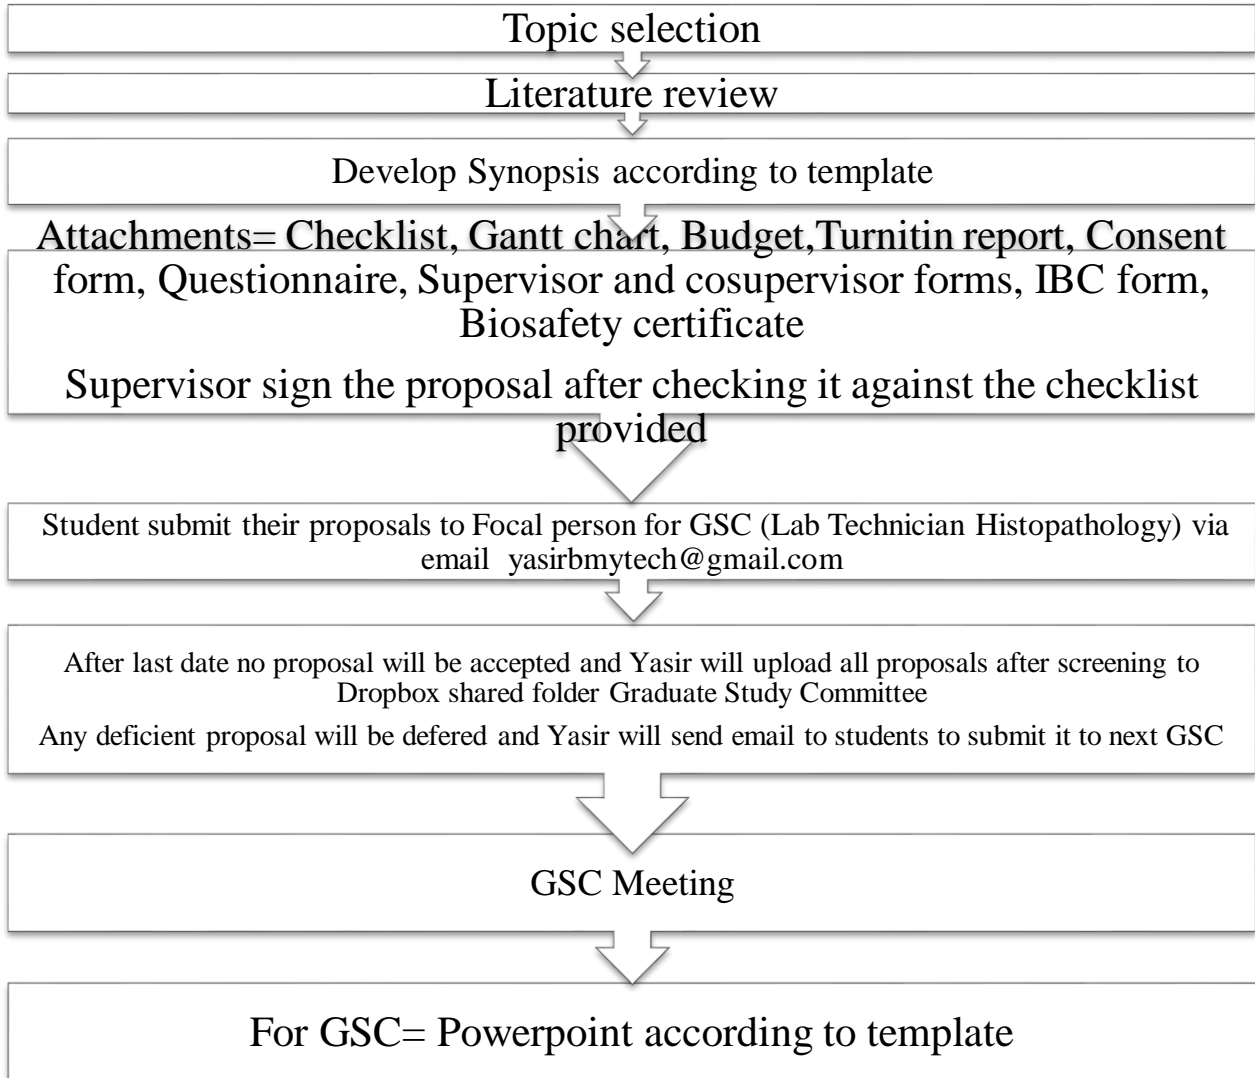 Topic selection
Literature review
Develop Synopsis according to template
Attachments= Checklist, Gantt chart, Budget,Turnitin report, Consent
form, Questionnaire, Supervisor and cosupervisor forms, IBC form,
Biosafety certificate
Supervisor sign the proposal after checking it against the checklist
provided
Student submit their proposals to Focal person for GSC (Lab Technician Histopathology) via
email yasirbmytech@gmail.com
After last date no proposal will be accepted and Yasir will upload all proposals after screening to
Dropbox shared folder Graduate Study Committee
Any deficient proposal will be defered and Yasir will send email to students to submit it to next GSC
GSC Meeting
For GSC= Powerpoint according to template